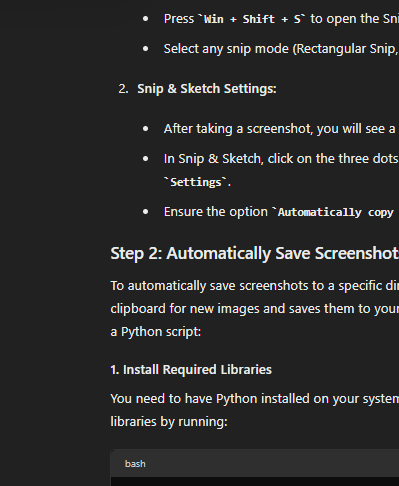 • Press `Win + Shift + S` to open the Sni
• Select any snip mode (Rectangular Snip,
2. Snip & Sketch Settings:
• After taking a screenshot, you will see a
• In Snip & Sketch, click on the three dots
`Settings`.
• Ensure the option `Automatically copy
Step 2: Automatically Save Screenshot
To automatically save screenshots to a specific dir
clipboard for new images and saves them to your
a Python script:
1. Install Required Libraries
You need to have Python installed on your system
libraries by running:
bash